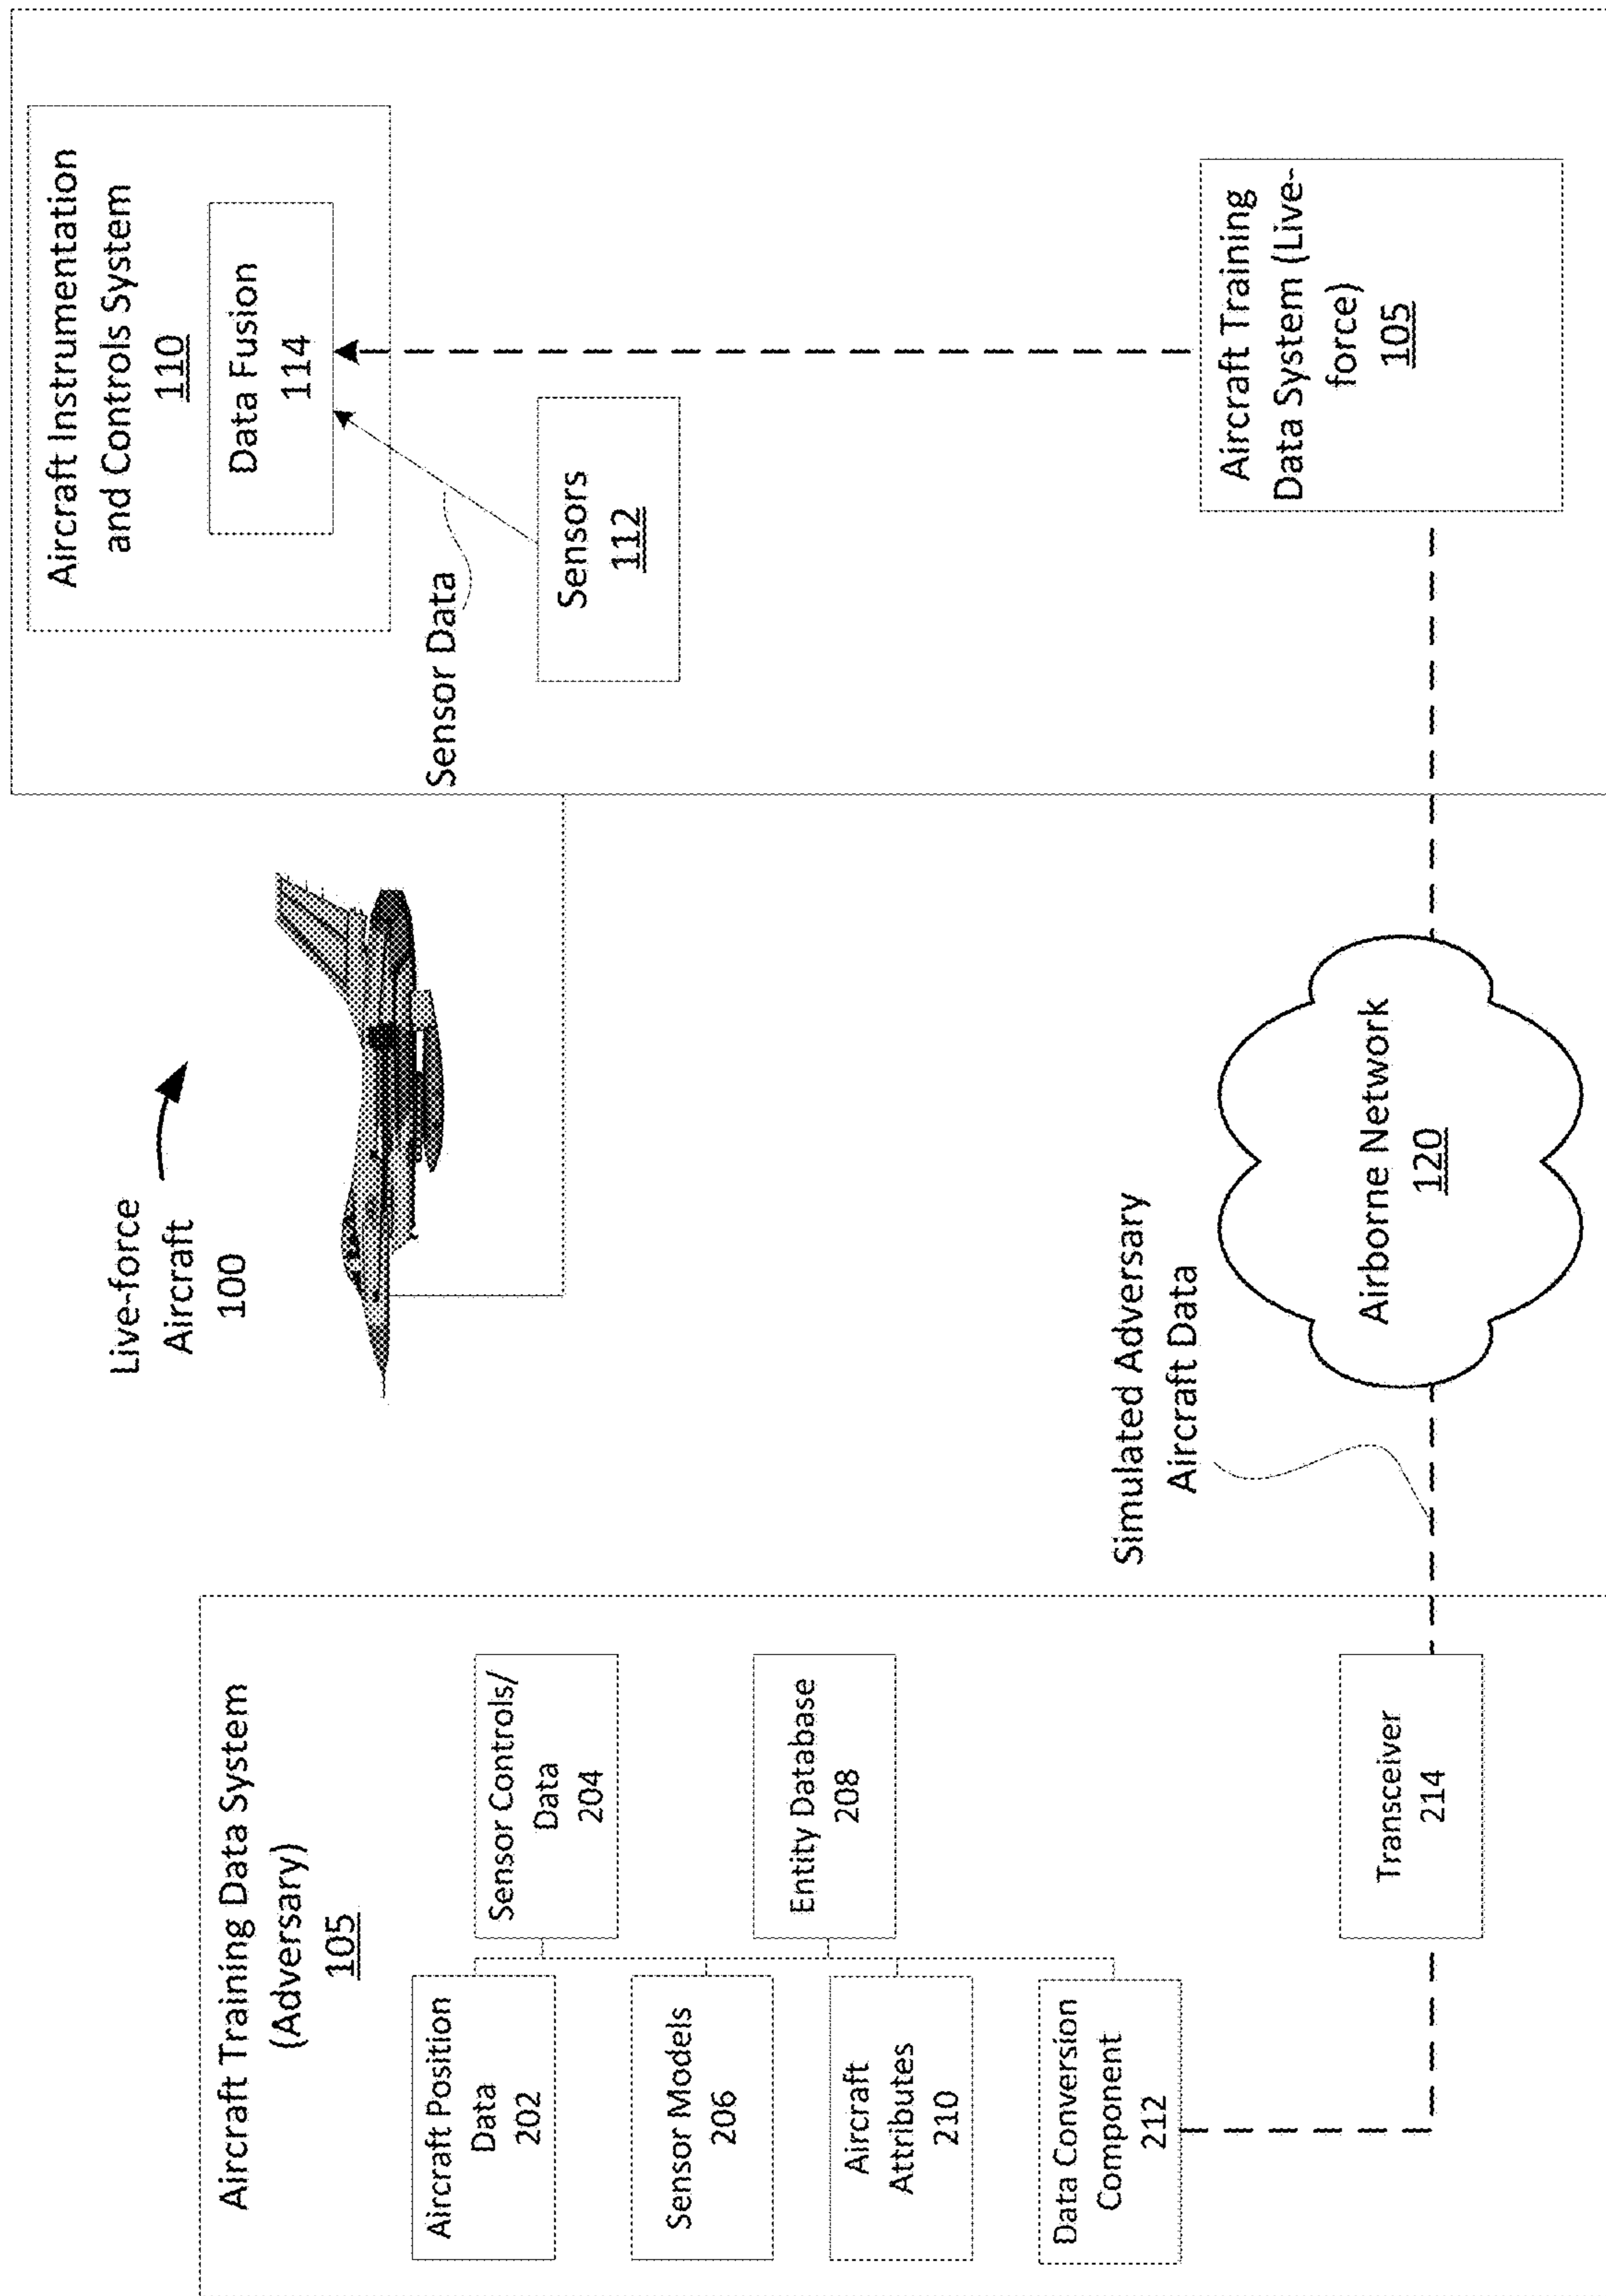 Live-force
Aircraft
100
Aircraft Training Data System
(Adversary)
105
Aircraft Position
Data
202
Sensor Controls/
Data
204
Sensor Models
206
Entity Database
208
Aircraft
Attributes
210
Data Conversion
Component
212
Transceiver
214
Simulated Adversary
Aircraft Data
Airborne Network
120
Aircraft Instrumentation
and Controls System
110
Data Fusion
114
Sensor Data
Sensors
112
Aircraft Training
Data System (Live-
force)
105